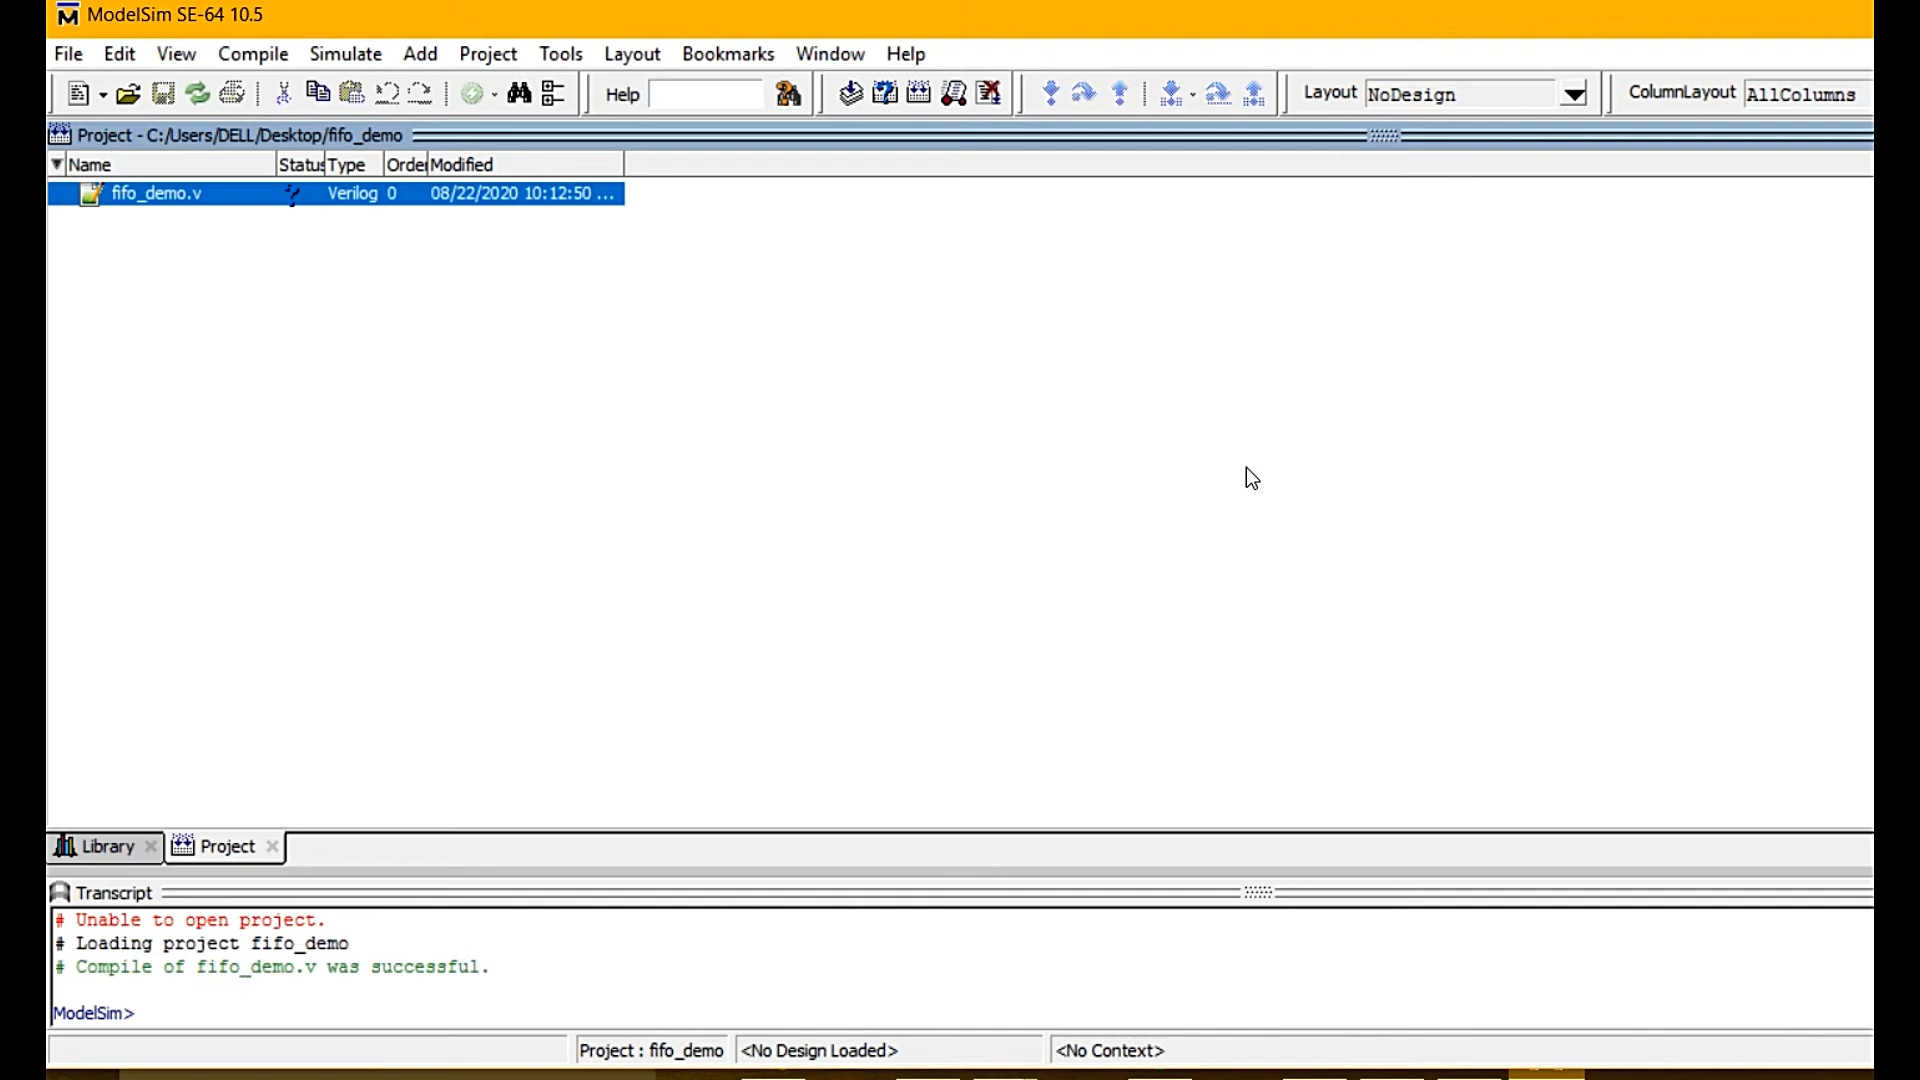 ModelSim SE-64 10.5
File Edit View Compile Simulate Add Project Tools Layout Bookmarks Window Help
Help Layout NoDesign ColumnLayout AllColumns
Project - C:/Users/DELL/Desktop/fifo_demo
Name Status Type Order Modified
fifo_demo.v Verilog 0 08/22/2020 10:12:50 ...
Library Project
Transcript
# Unable to open project.
# Loading project fifo_demo
# Compile of fifo_demo.v was successful.
ModelSim>
Project : fifo_demo <No Design Loaded> <No Context>